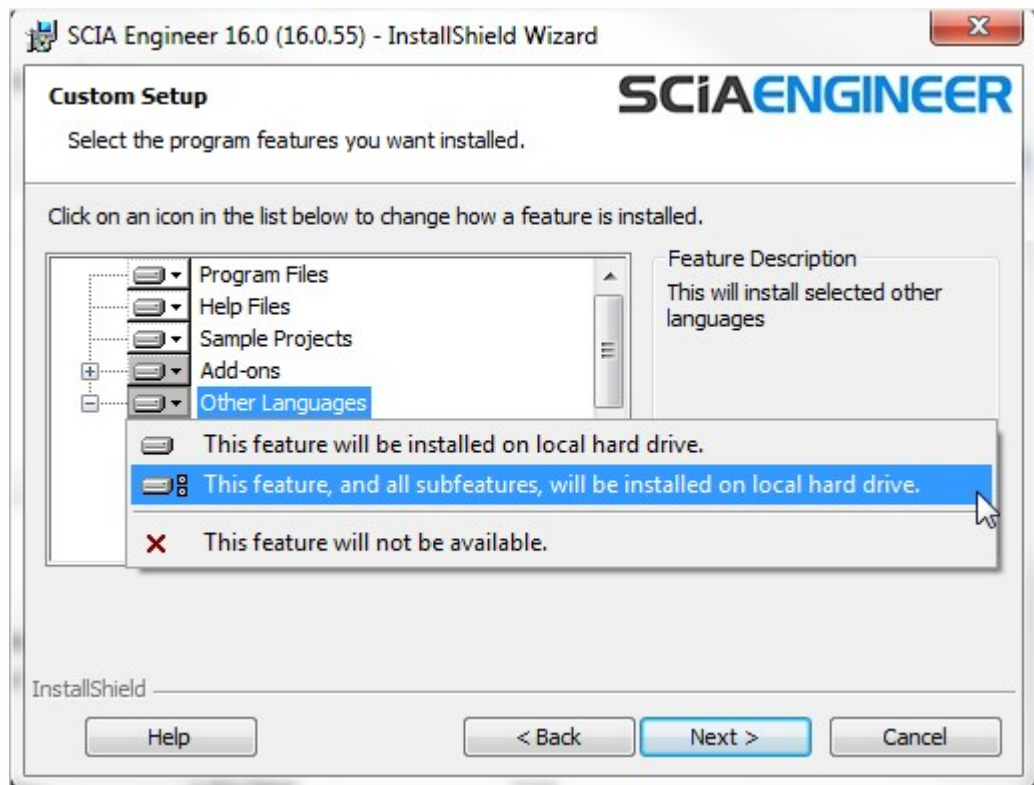 SCIA Engineer 16.0 (16.0.55) - InstallShield Wizard
Custom Setup
SCiAENGINEER
Select the program features you want installed.
Click on an icon in the list below to change how a feature is installed.
Program Files
Help Files
Sample Projects
Add-ons
Other Languages
Feature Description
This will install selected other
languages
This feature will be installed on local hard drive.
This feature, and all subfeatures, will be installed on local hard drive.
This feature will not be available.
InstallShield
Help
< Back
Next >
Cancel